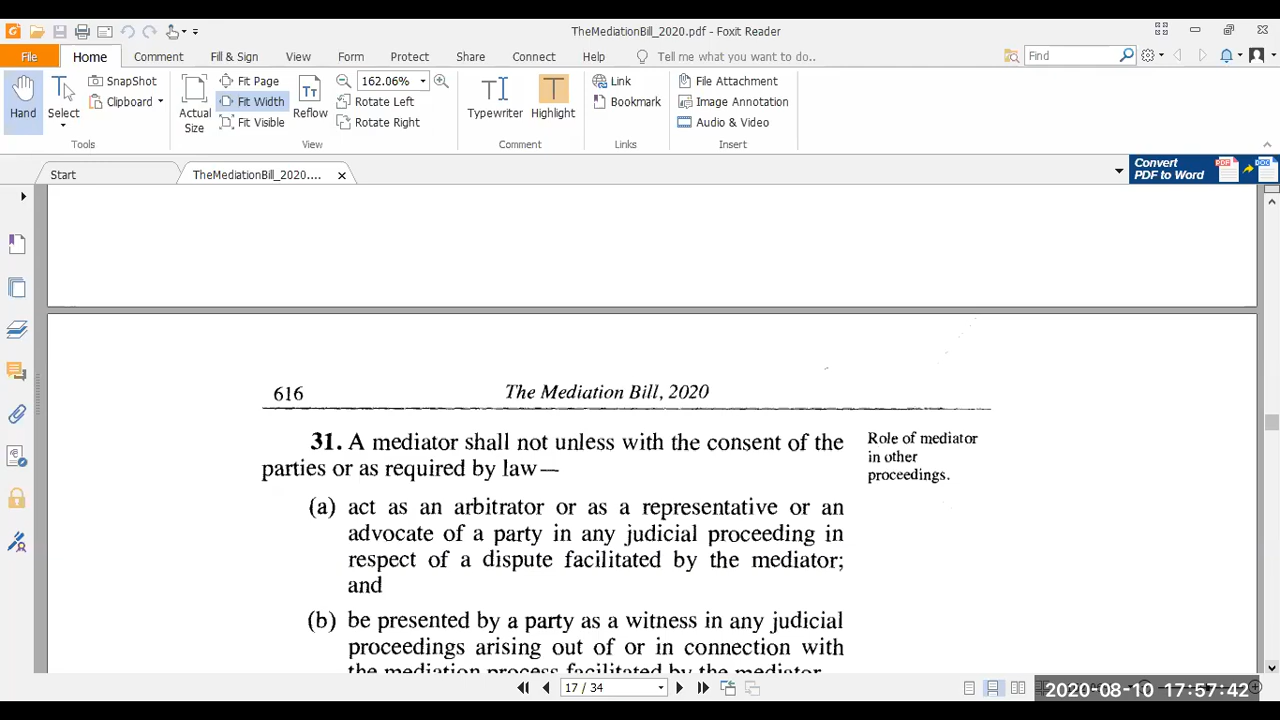 TheMediationBill_2020.pdf - Foxit Reader
File Home Comment Fill & Sign View Form Protect Share Connect Help Tell me what you want to do.. Find
Hand
Select
SnapShot
Clipboard
Actual Size
Fit Page
Fit Width
Fit Visible
Reflow
162.06%
Rotate Left
Rotate Right
Typewriter
Highlight
Link
Bookmark
File Attachment
Image Annotation
Audio & Video
Tools View Comment Links Insert
Start TheMediationBill_2020....
Convert
PDF to Word
616 The Mediation Bill, 2020
31. A mediator shall not unless with the consent of the
parties or as required by law—
Role of mediator
in other
proceedings.
(a) act as an arbitrator or as a representative or an
advocate of a party in any judicial proceeding in
respect of a dispute facilitated by the mediator;
and
(b) be presented by a party as a witness in any judicial
proceedings arising out of or in connection with
the mediation process facilitated by the mediator
17 / 34
2020-08-10 17:57:42